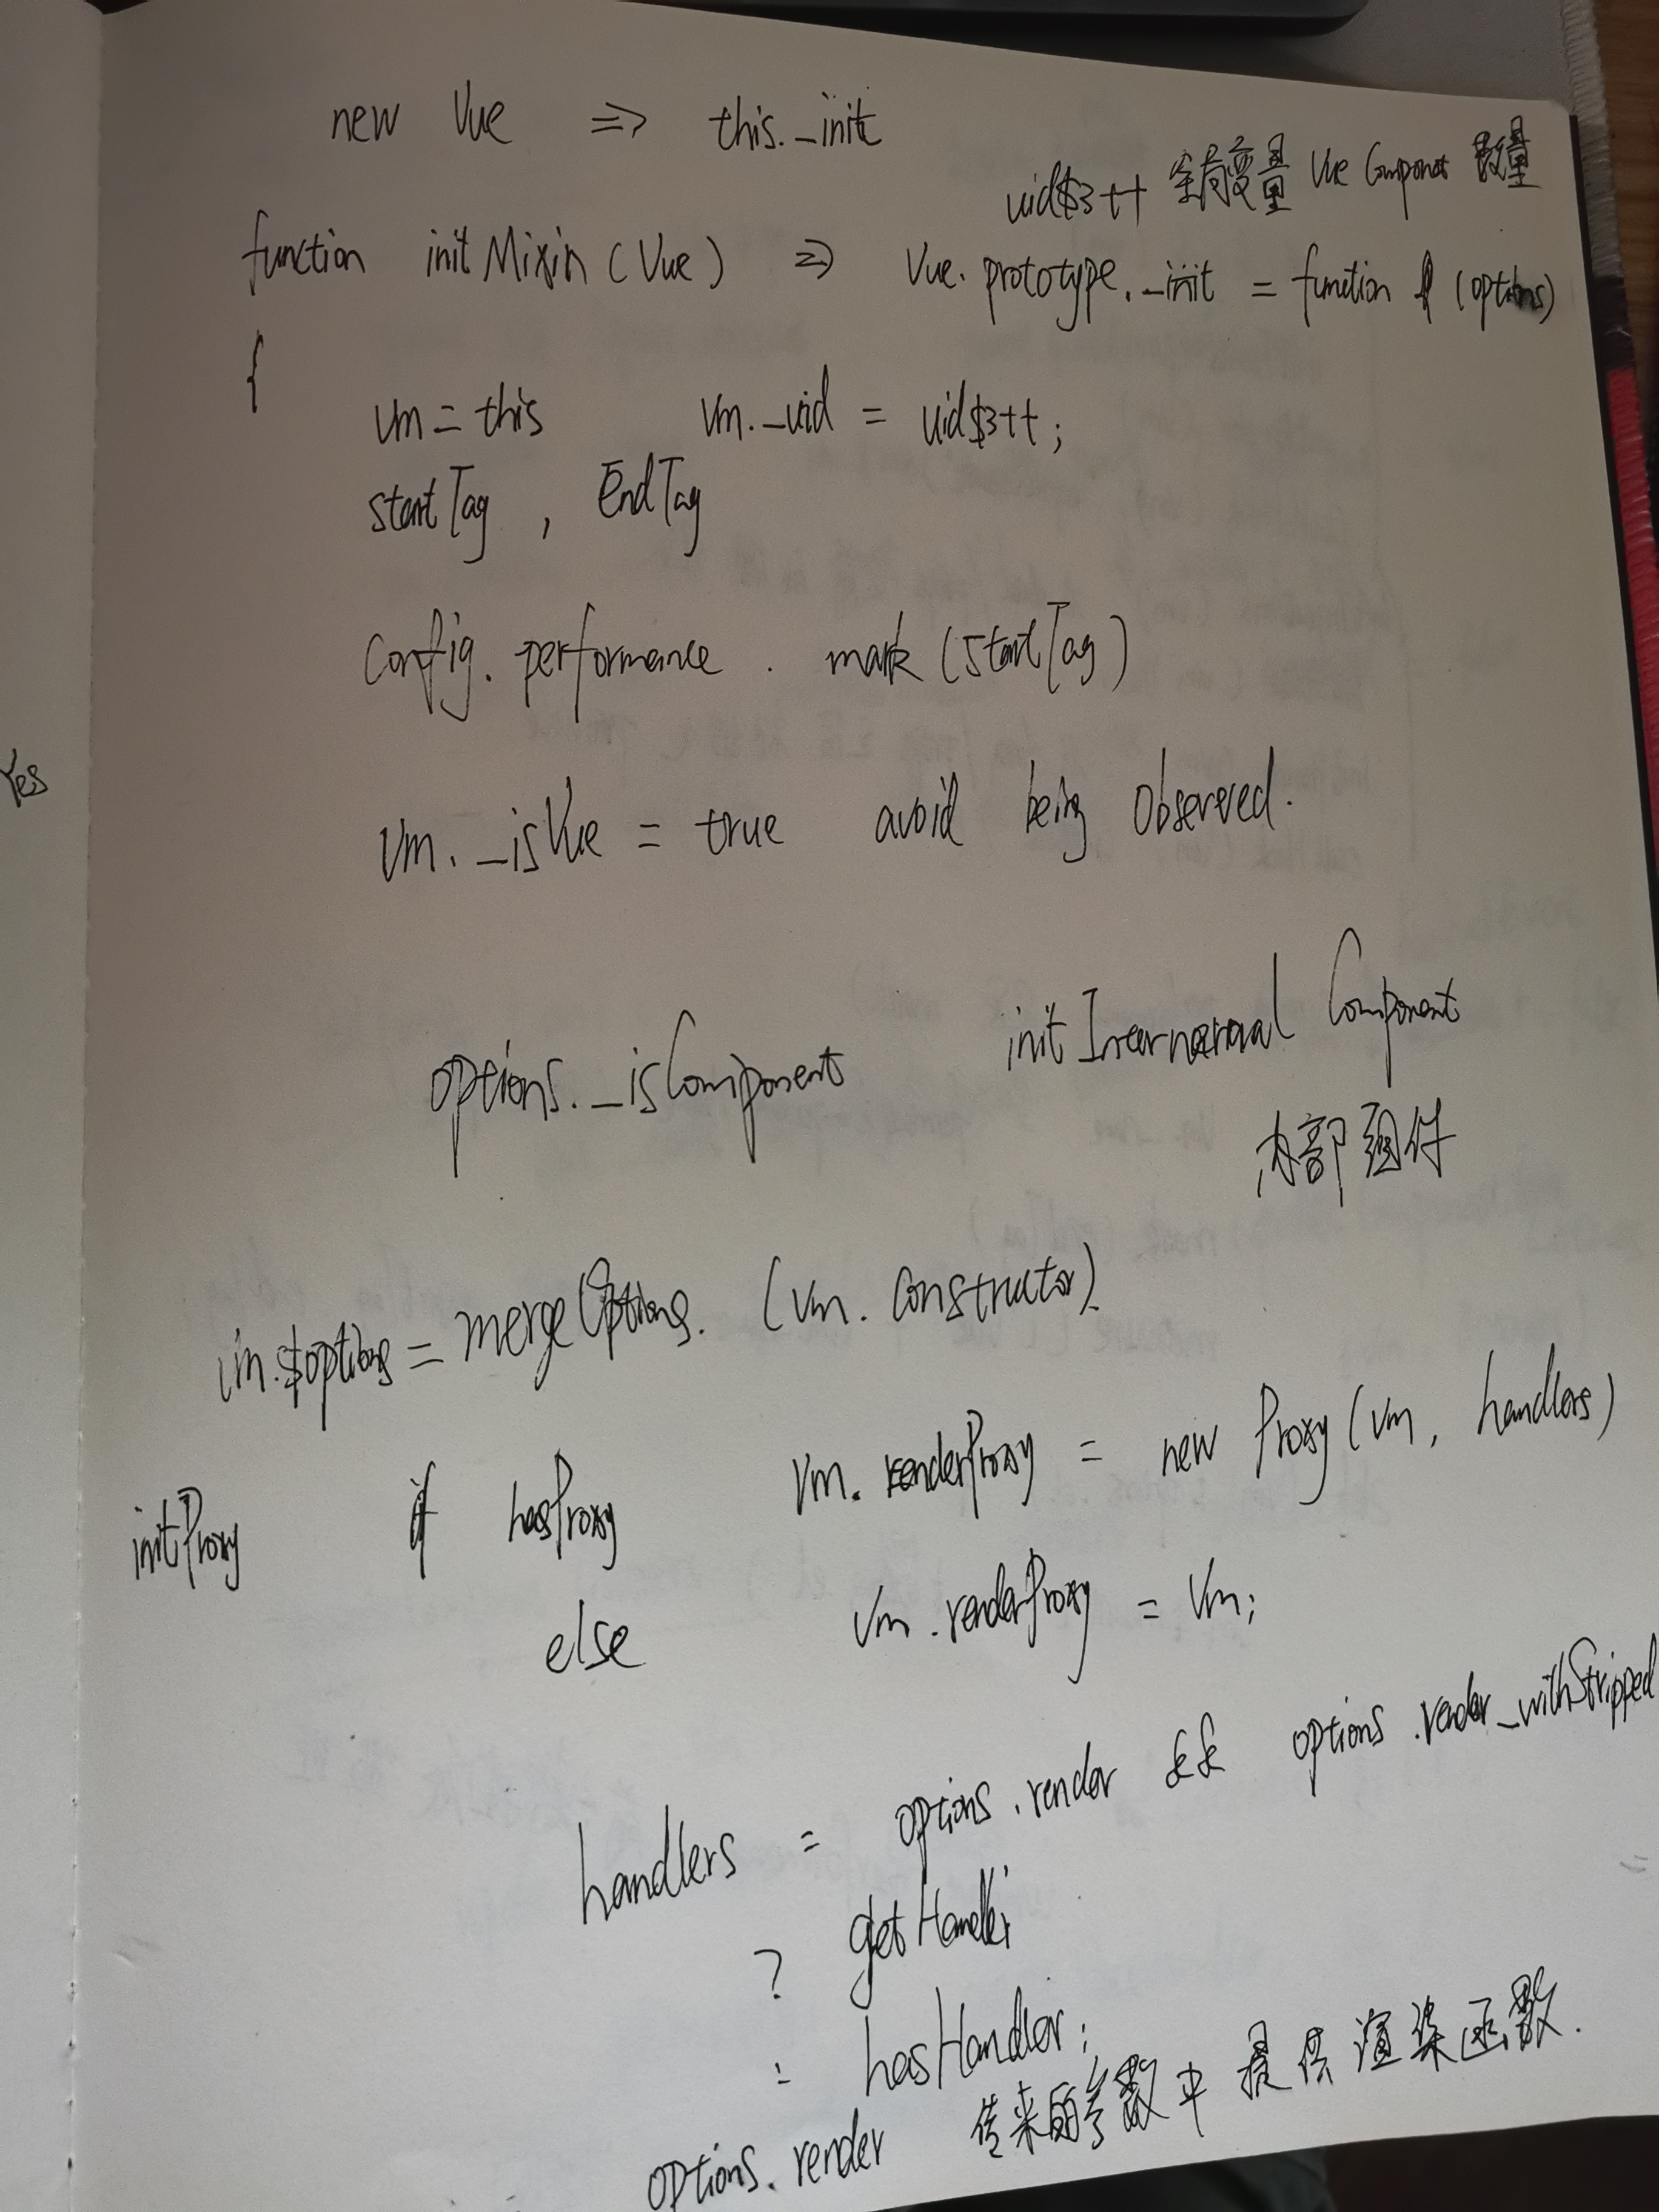 new Vue => this._init
uid$3++ 全局变量 Vue Componet 数量
function initMixin (Vue) => Vue.prototype._init = function (options)
{
vm = this vm._uid = uid$3++;
startTag , EndTag
config.performance . mark (startTag)
Yes
vm._isVue = true avoid being observed.
options._isComponent initInternernal Component
内部组件
vm.$options = mergeOptions. (vm.constructor).
initProxy if hasProxy vm.renderProxy = new Proxy (vm, handlers)
else vm.renderProxy = vm;
handlers = options.render && options.render_withStripped
? getHandler
: hasHandler;
options.render 传来的参数中提供渲染函数.